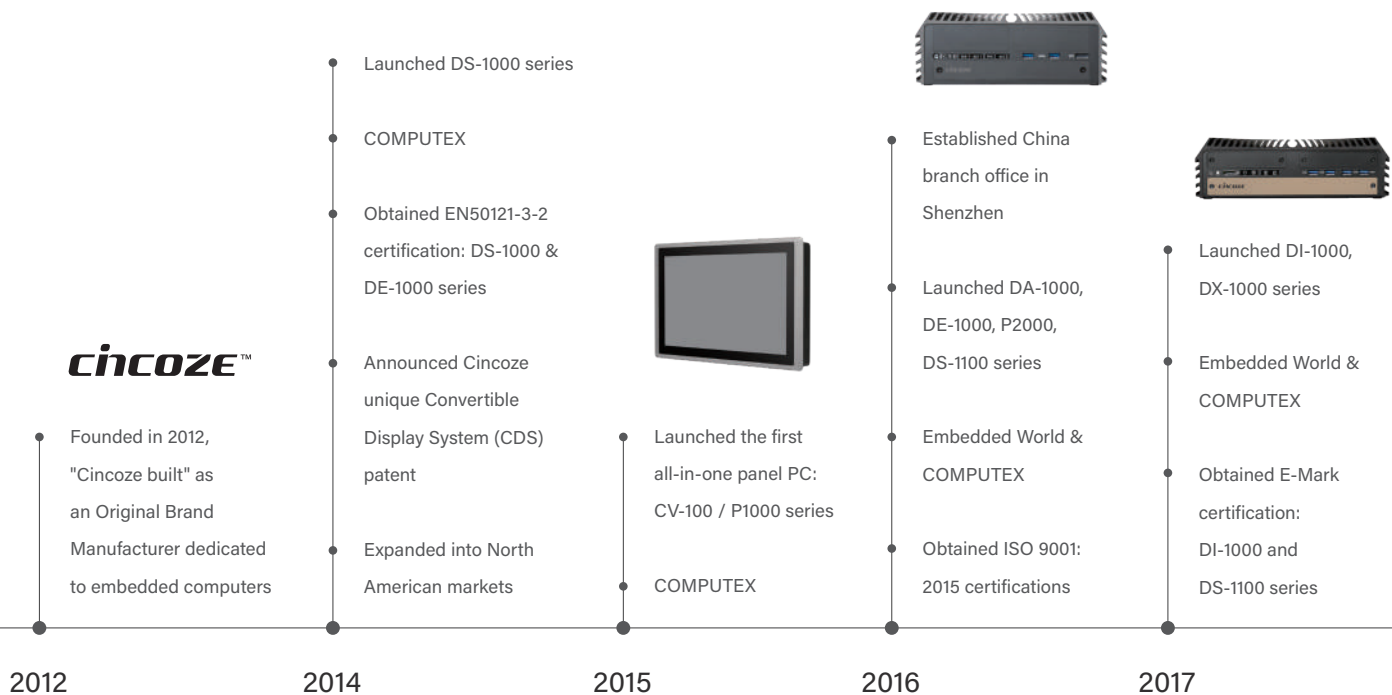 cincoze™
Founded in 2012,
"Cincoze built" as
an Original Brand
Manufacturer dedicated
to embedded computers
2012
Launched DS-1000 series
COMPUTEX
Obtained EN50121-3-2
certification: DS-1000 &
DE-1000 series
Announced Cincoze
unique Convertible
Display System (CDS)
patent
Expanded into North
American markets
2014
Launched the first
all-in-one panel PC:
CV-100 / P1000 series
COMPUTEX
2015
cincoze
Established China
branch office in
Shenzhen
Launched DA-1000,
DE-1000, P2000,
DS-1100 series
Embedded World &
COMPUTEX
Obtained ISO 9001:
2015 certifications
2016
cincoze
Launched DI-1000,
DX-1000 series
Embedded World &
COMPUTEX
Obtained E-Mark
certification:
DI-1000 and
DS-1100 series
2017